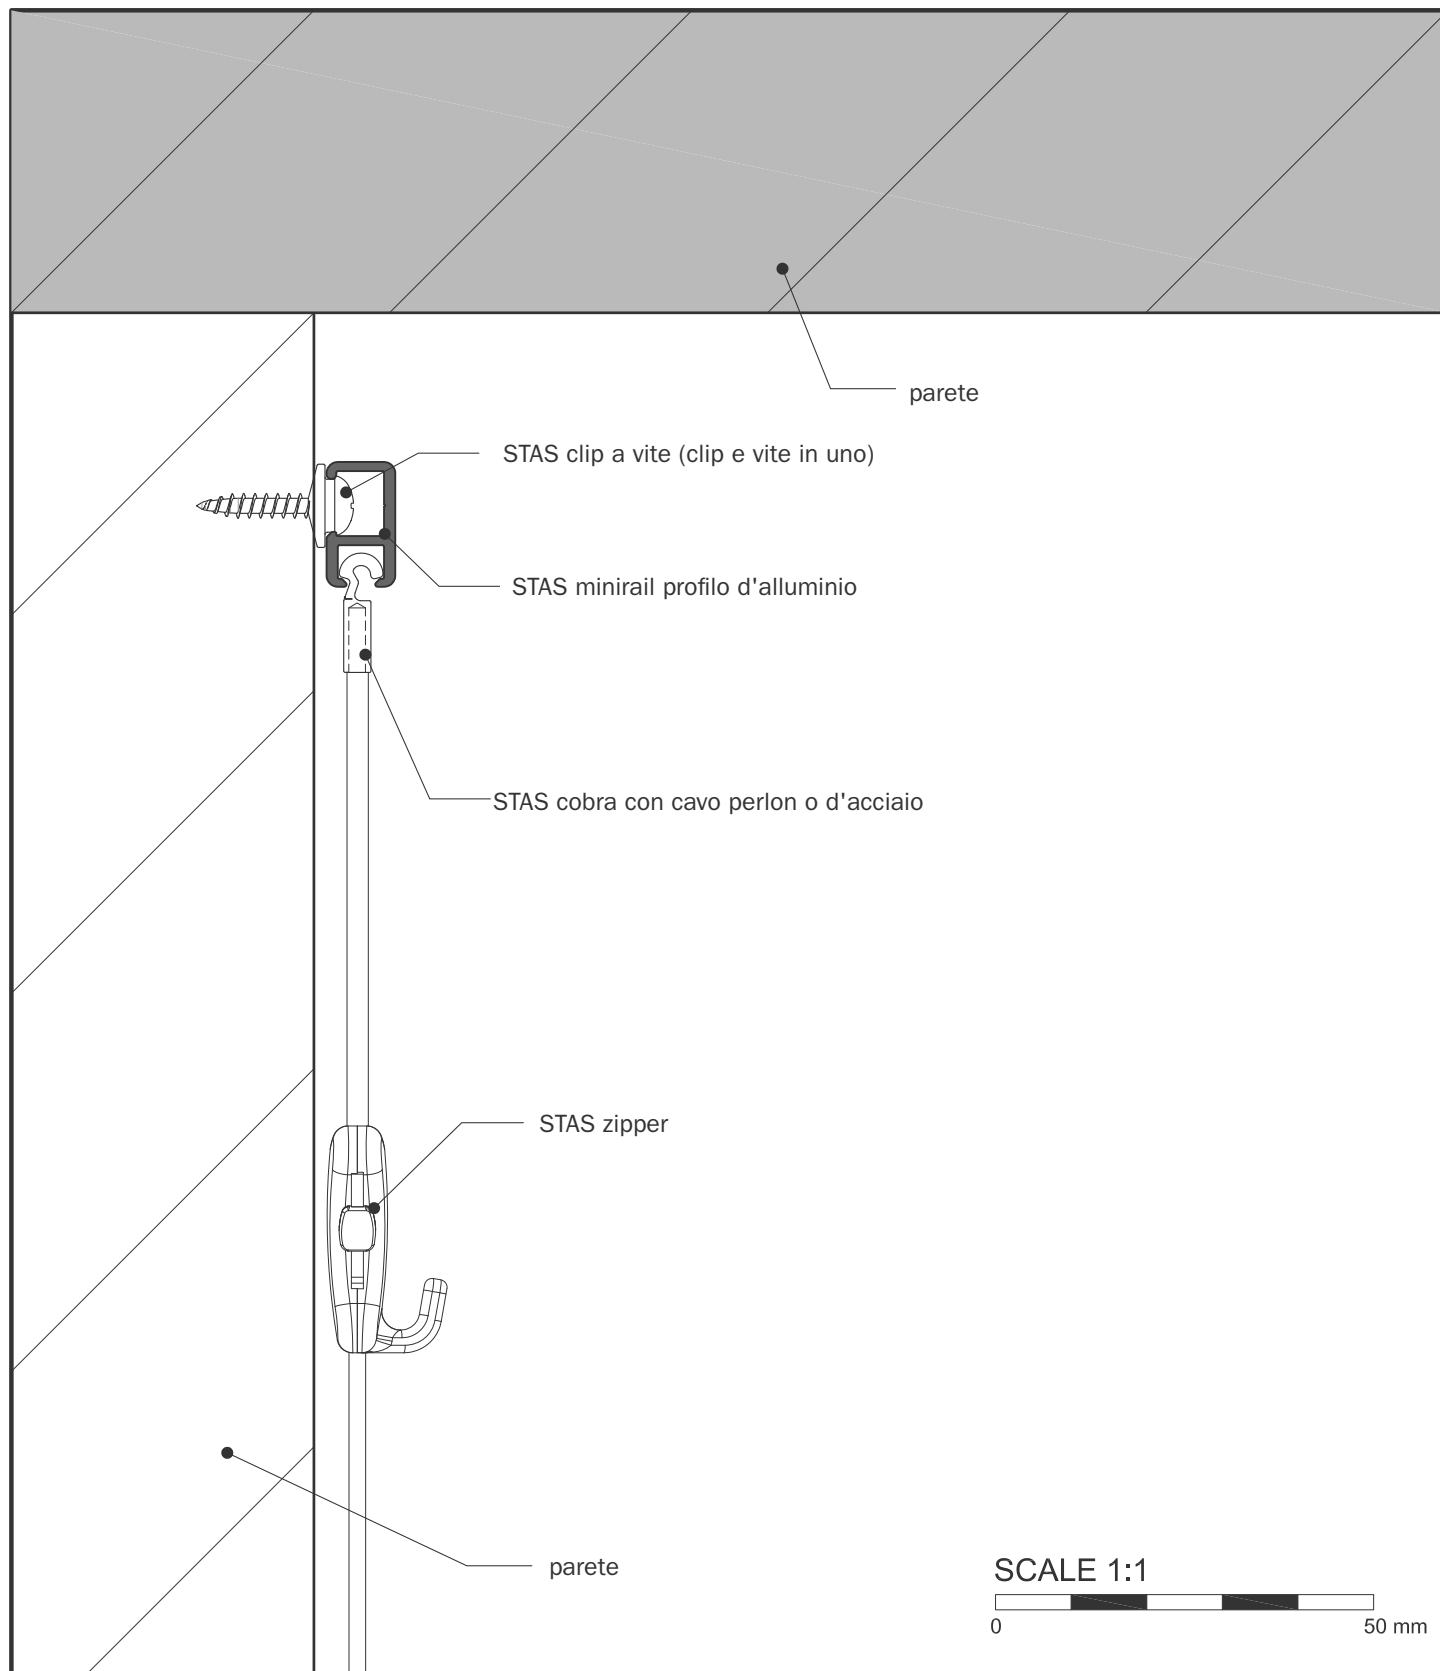 parete
STAS clip a vite (clip e vite in uno)
STAS minirail profilo d'alluminio
STAS cobra con cavo perlon o d'acciaio
STAS zipper
parete
SCALE 1:1
0 50 mm